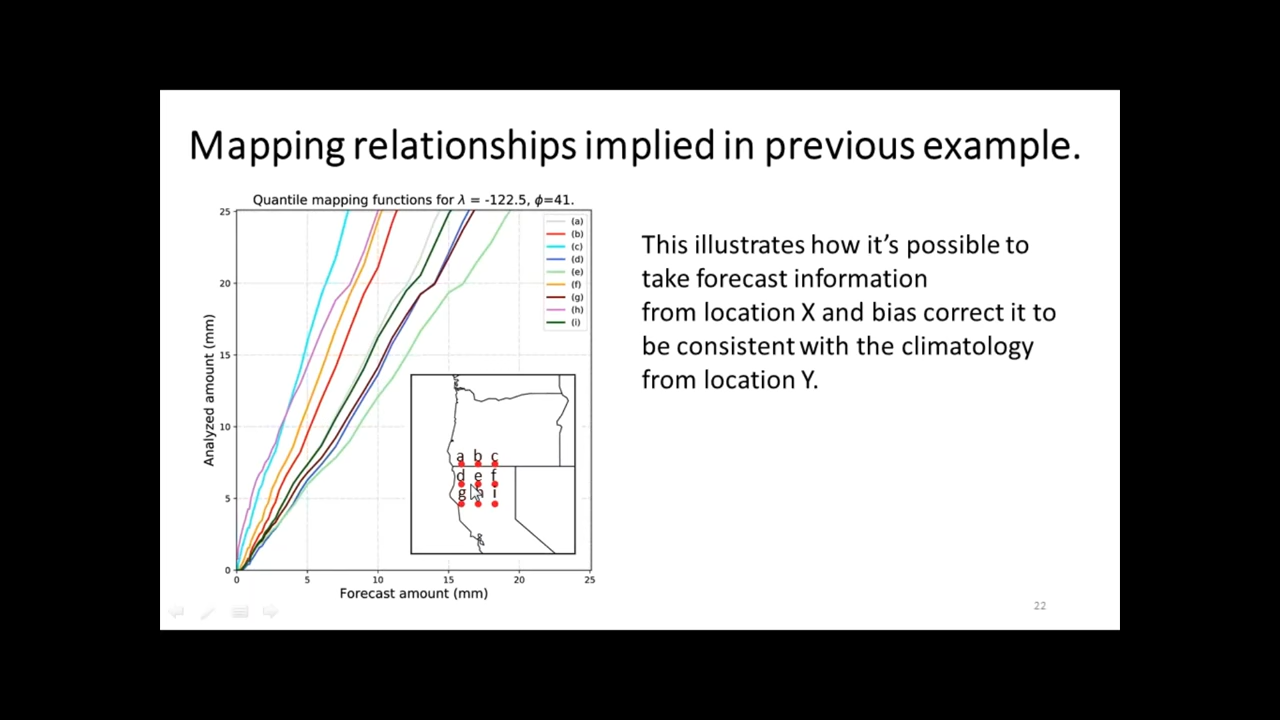 Mapping relationships implied in previous example.
Quantile mapping functions for λ = -122.5, ϕ=41.
25
20
15
10
5
0
Analyzed amount (mm)
(a)
(b)
(c)
(d)
(e)
(f)
(g)
(h)
(i)
a b c
d e f
g h i
0 5 10 15 20 25
Forecast amount (mm)
This illustrates how it’s possible to
take forecast information
from location X and bias correct it to
be consistent with the climatology
from location Y.
22